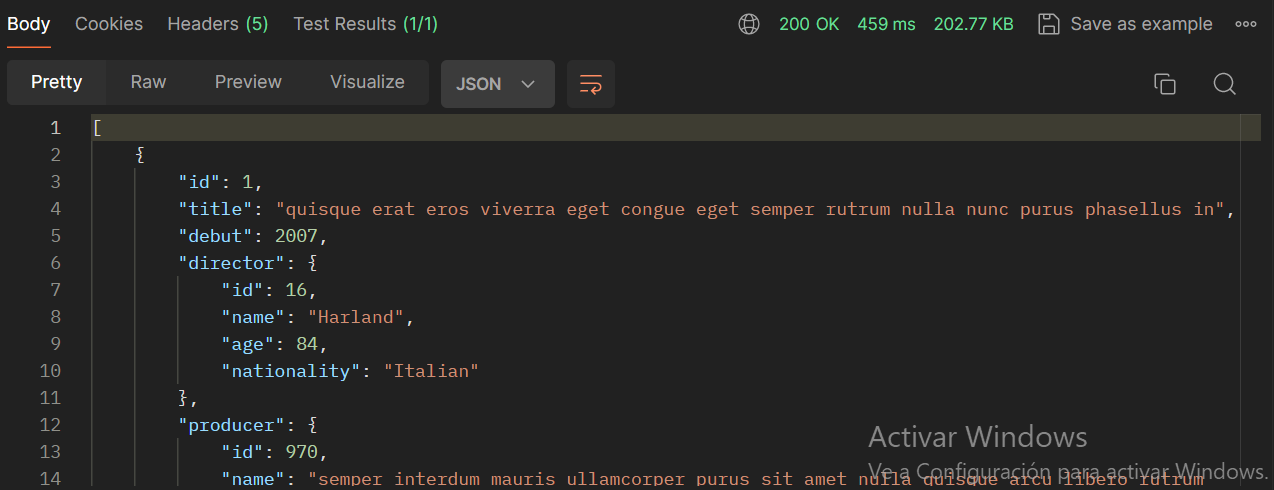 Body Cookies Headers (5) Test Results (1/1) 200 OK 459 ms 202.77 KB Save as example
Pretty Raw Preview Visualize JSON
1 [
2 {
3 "id": 1,
4 "title": "quisque erat eros viverra eget congue eget semper rutrum nulla nunc purus phasellus in",
5 "debut": 2007,
6 "director": {
7 "id": 16,
8 "name": "Harland",
9 "age": 84,
10 "nationality": "Italian"
11 },
12 "producer": {
13 "id": 970,
14 "name": "semper interdum mauris ullamcorper purus sit amet nulla quisque arcu libero rutrum
Activar Windows
Ve a Configuración para activar Windows.